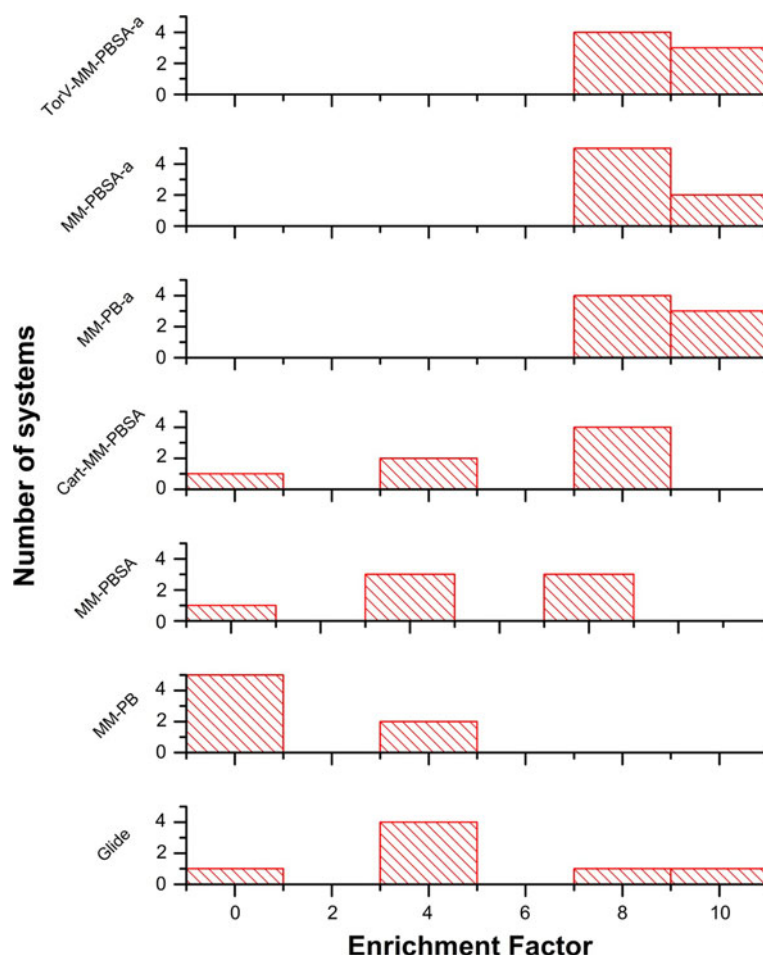 TorV-MM-PBSA-a
4
2
0
MM-PBSA-a
4
2
0
MM-PB-a
4
2
0
Cart-MM-PBSA
4
2
0
MM-PBSA
4
2
0
MM-PB
4
2
0
Glide
4
2
0
Number of systems
0 2 4 6 8 10
Enrichment Factor